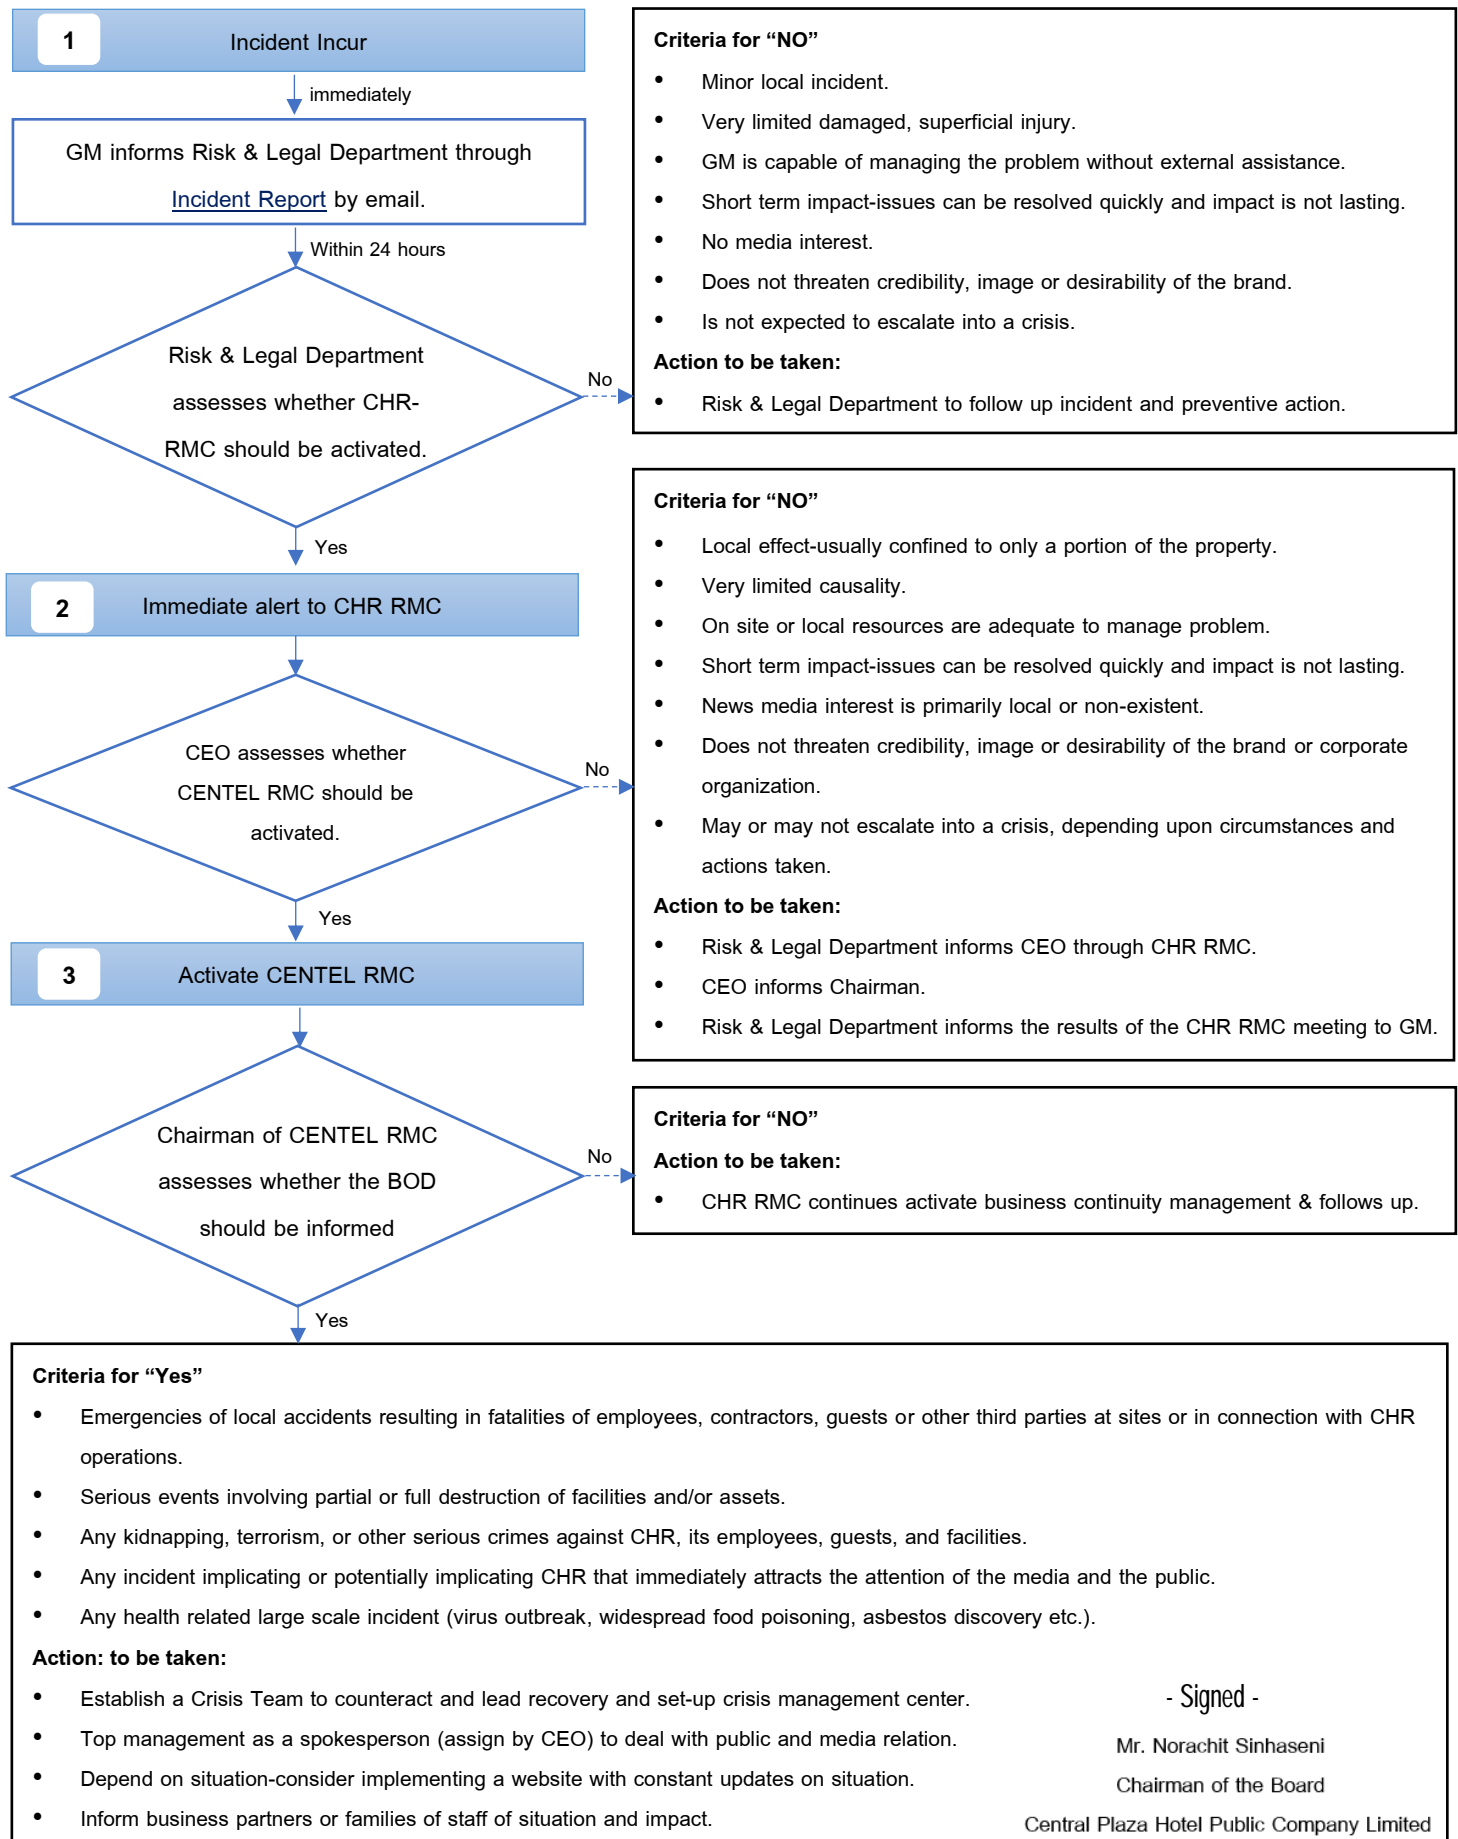 1
Incident Incur
immediately
GM informs Risk & Legal Department through
Incident Report by email.
Within 24 hours
Risk & Legal Department
assesses whether CHR-
RMC should be activated.
No
Criteria for “NO”
• Minor local incident.
• Very limited damaged, superficial injury.
• GM is capable of managing the problem without external assistance.
• Short term impact-issues can be resolved quickly and impact is not lasting.
• No media interest.
• Does not threaten credibility, image or desirability of the brand.
• Is not expected to escalate into a crisis.
Action to be taken:
• Risk & Legal Department to follow up incident and preventive action.
Yes
2
Immediate alert to CHR RMC
CEO assesses whether
CENTEL RMC should be
activated.
No
Criteria for “NO”
• Local effect-usually confined to only a portion of the property.
• Very limited causality.
• On site or local resources are adequate to manage problem.
• Short term impact-issues can be resolved quickly and impact is not lasting.
• News media interest is primarily local or non-existent.
• Does not threaten credibility, image or desirability of the brand or corporate
organization.
• May or may not escalate into a crisis, depending upon circumstances and
actions taken.
Action to be taken:
• Risk & Legal Department informs CEO through CHR RMC.
• CEO informs Chairman.
• Risk & Legal Department informs the results of the CHR RMC meeting to GM.
Yes
3
Activate CENTEL RMC
Chairman of CENTEL RMC
assesses whether the BOD
should be informed
No
Criteria for “NO”
Action to be taken:
• CHR RMC continues activate business continuity management & follows up.
Yes
Criteria for “Yes”
• Emergencies of local accidents resulting in fatalities of employees, contractors, guests or other third parties at sites or in connection with CHR
operations.
• Serious events involving partial or full destruction of facilities and/or assets.
• Any kidnapping, terrorism, or other serious crimes against CHR, its employees, guests, and facilities.
• Any incident implicating or potentially implicating CHR that immediately attracts the attention of the media and the public.
• Any health related large scale incident (virus outbreak, widespread food poisoning, asbestos discovery etc.).
Action: to be taken:
• Establish a Crisis Team to counteract and lead recovery and set-up crisis management center.
• Top management as a spokesperson (assign by CEO) to deal with public and media relation.
• Depend on situation-consider implementing a website with constant updates on situation.
• Inform business partners or families of staff of situation and impact.
- Signed -
Mr. Norachit Sinhaseni
Chairman of the Board
Central Plaza Hotel Public Company Limited